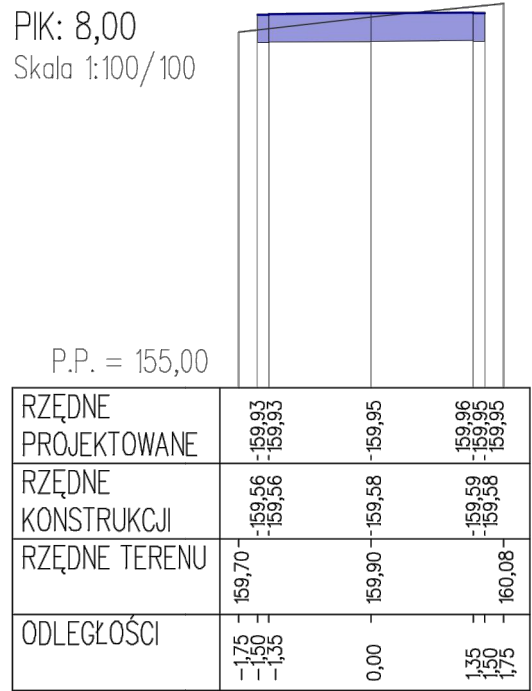 PIK: 8,00
Skala 1:100/100
P.P. = 155,00
RZĘDNE
PROJEKTOWANE
159,93
159,93
159,95
159,96
159,95
159,95
RZĘDNE
KONSTRUKCJI
159,56
159,56
159,58
159,59
159,58
RZĘDNE TERENU
159,70
159,90
160,08
ODLEGŁOŚCI
-1,75
-1,50
-1,35
0,00
1,35
1,50
1,75